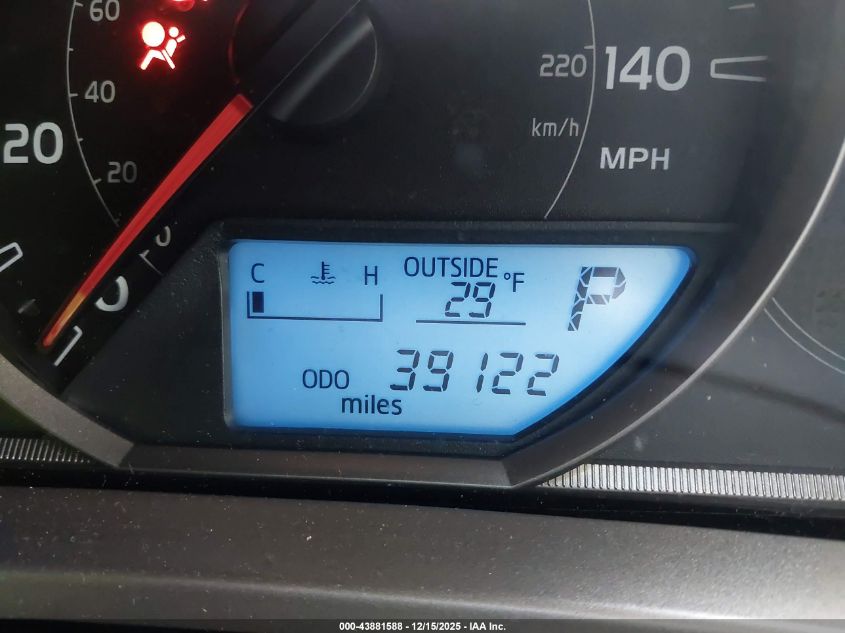 60
40
20
20
0
220
140
km/h
MPH
C
H
OUTSIDE
°F
29
P
ODO
39122
miles
000-43881588 - 12/15/2025 - IAA Inc.